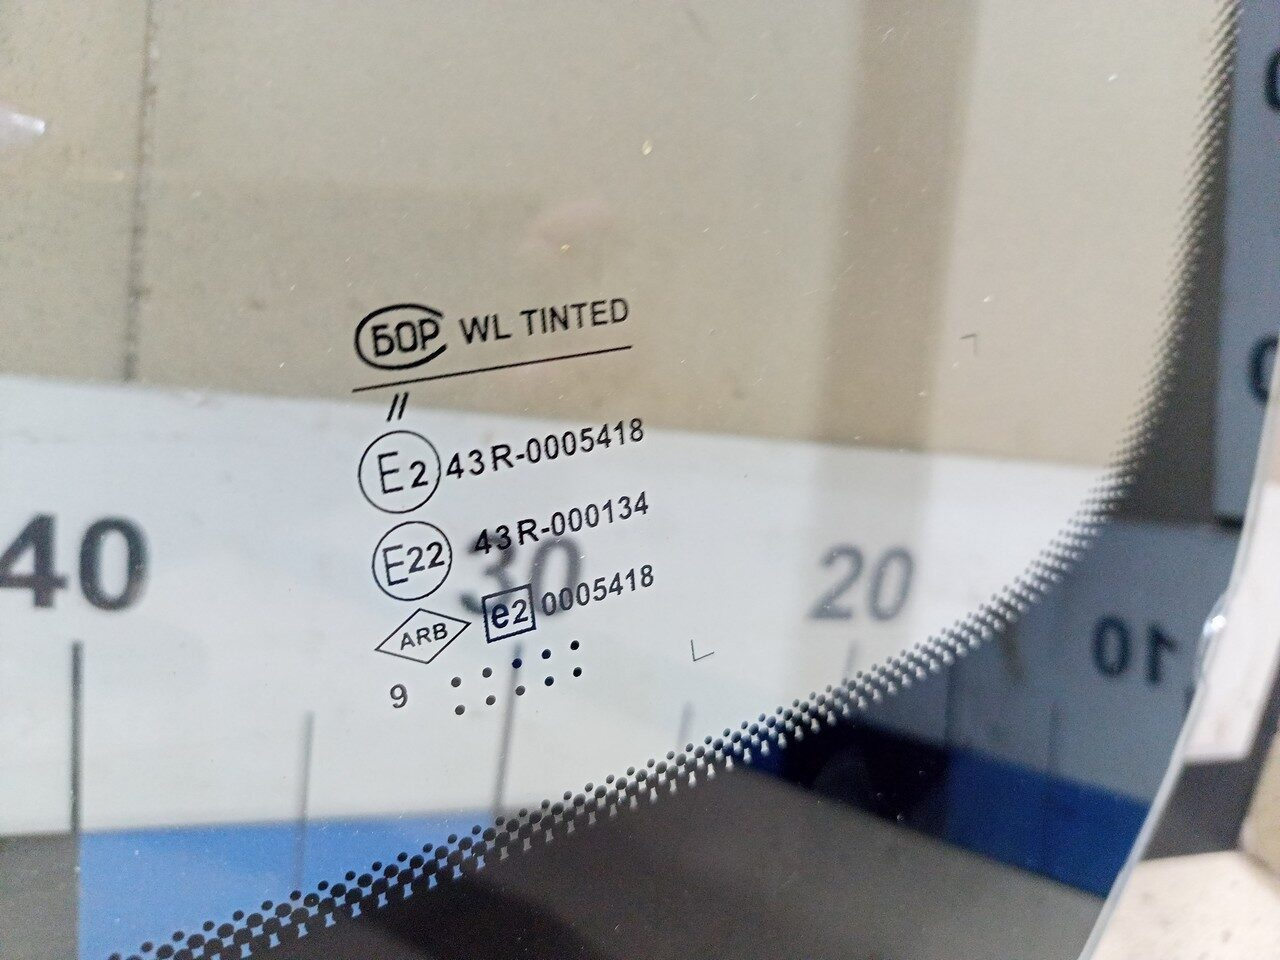 БОР WL TINTED
//
E2 43R-0005418
E22 43R-000134
ARB e2 0005418
9
40
30
20
10